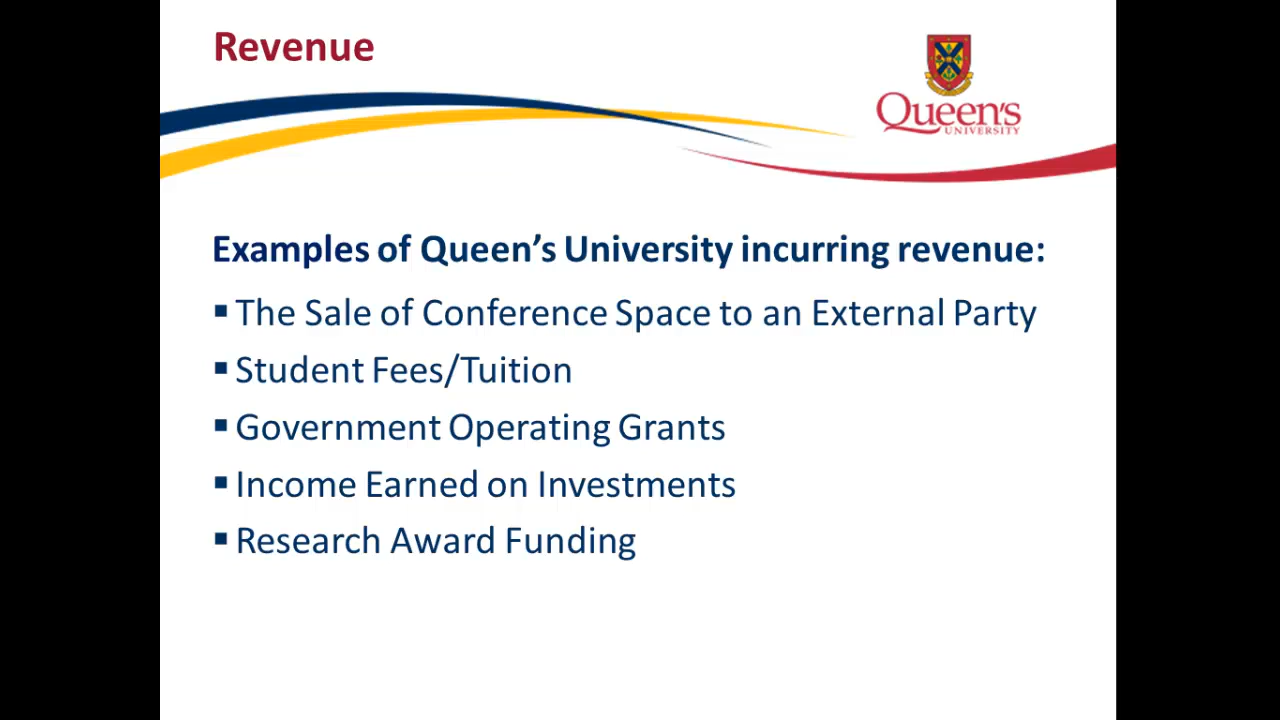 Revenue
Queen's
UNIVERSITY
Examples of Queen’s University incurring revenue:
▪ The Sale of Conference Space to an External Party
▪ Student Fees/Tuition
▪ Government Operating Grants
▪ Income Earned on Investments
▪ Research Award Funding